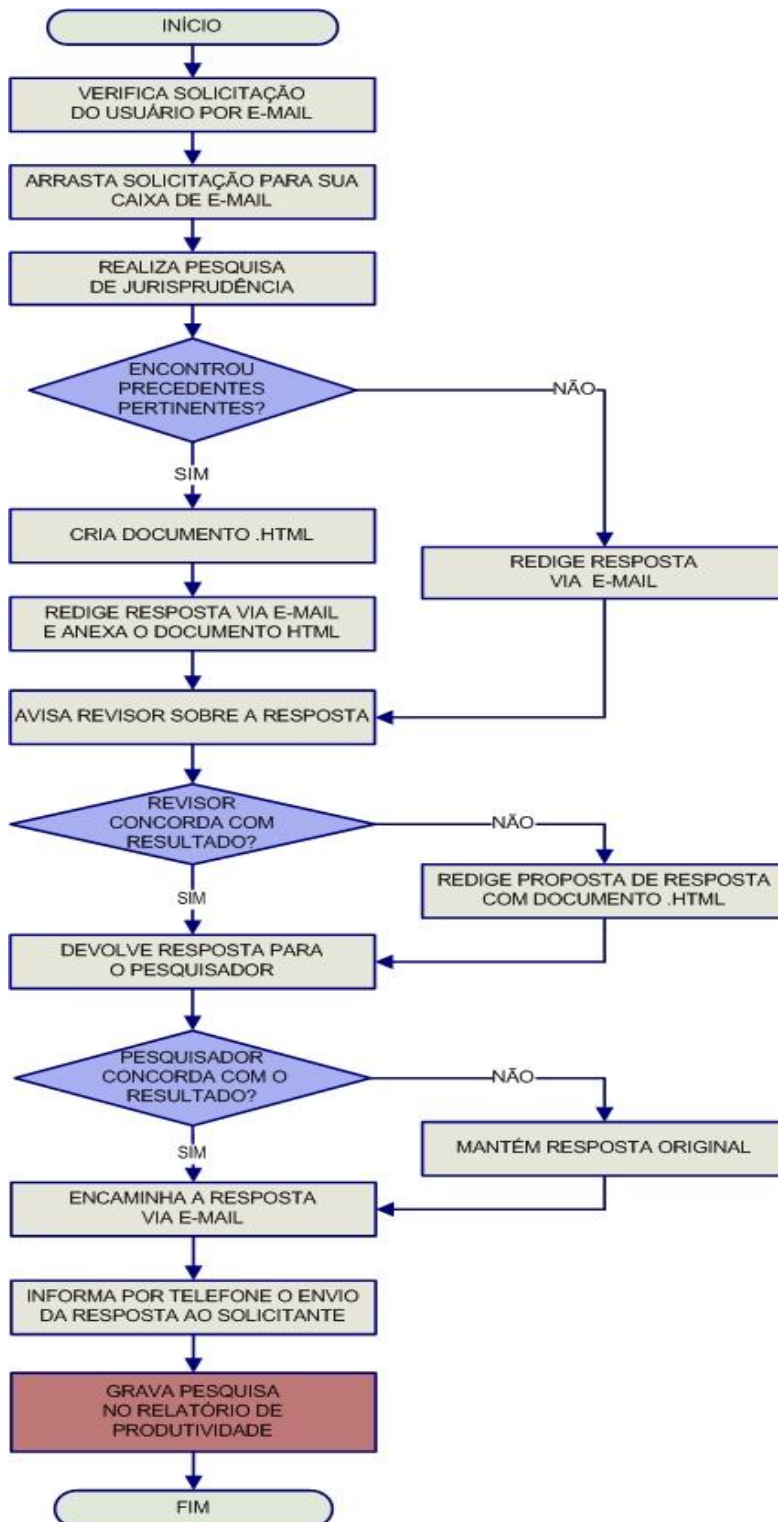 INÍCIO
VERIFICA SOLICITAÇÃO
DO USUÁRIO POR E-MAIL
ARRASTA SOLICITAÇÃO PARA SUA
CAIXA DE E-MAIL
REALIZA PESQUISA
DE JURISPRUDÊNCIA
ENCONTROU
PRECEDENTES
PERTINENTES?
NÃO
SIM
CRIA DOCUMENTO .HTML
REDIGE RESPOSTA
VIA E-MAIL
REDIGE RESPOSTA VIA E-MAIL
E ANEXA O DOCUMENTO HTML
AVISA REVISOR SOBRE A RESPOSTA
REVISOR
CONCORDA COM
RESULTADO?
NÃO
SIM
REDIGE PROPOSTA DE RESPOSTA
COM DOCUMENTO .HTML
DEVOLVE RESPOSTA PARA
O PESQUISADOR
PESQUISADOR
CONCORDA COM O
RESULTADO?
NÃO
SIM
MANTÉM RESPOSTA ORIGINAL
ENCAMINHA A RESPOSTA
VIA E-MAIL
INFORMA POR TELEFONE O ENVIO
DA RESPOSTA AO SOLICITANTE
GRAVA PESQUISA
NO RELATÓRIO DE
PRODUTIVIDADE
FIM